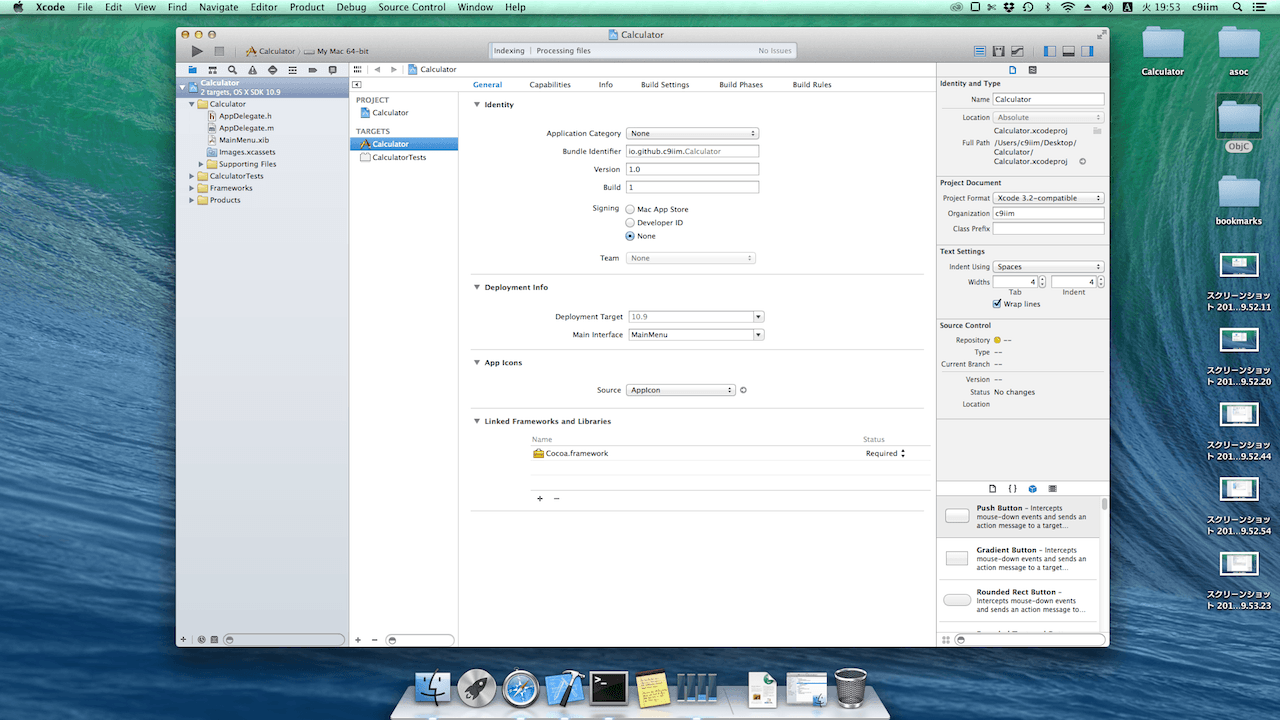 Xcode File Edit View Find Navigate Editor Product Debug Source Control Window Help
A 火 19:53 c9iim
Calculator
Calculator My Mac 64-bit
Indexing | Processing files No Issues
Calculator
2 targets, OS X SDK 10.9
Calculator
AppDelegate.h
AppDelegate.m
MainMenu.xib
Images.xcassets
Supporting Files
CalculatorTests
Frameworks
Products
Calculator
PROJECT
Calculator
TARGETS
Calculator
CalculatorTests
General Capabilities Info Build Settings Build Phases Build Rules
Identity
Application Category None
Bundle Identifier io.github.c9iim.Calculator
Version 1.0
Build 1
Signing Mac App Store
Developer ID
None
Team None
Deployment Info
Deployment Target 10.9
Main Interface MainMenu
App Icons
Source AppIcon
Linked Frameworks and Libraries
Name Status
Cocoa.framework Required
+ −
Identity and Type
Name Calculator
Location Absolute
Calculator.xcodeproj
Full Path /Users/c9iim/Desktop/
Calculator/
Calculator.xcodeproj
Project Document
Project Format Xcode 3.2-compatible
Organization c9iim
Class Prefix
Text Settings
Indent Using Spaces
Widths 4 4
Tab Indent
Wrap lines
Source Control
Repository --
Type --
Current Branch --
Version --
Status No changes
Location
{ }
Push Button - Intercepts
mouse-down events and sends an
action message to a target...
Gradient Button - Intercepts
mouse-down events and sends an
action message to a target...
Rounded Rect Button -
Intercepts mouse-down events
and sends an action message to...
Calculator
asoc
ObjC
bookmarks
スクリーンショッ
ト 201...9.52.11
スクリーンショッ
ト 201...9.52.20
スクリーンショッ
ト 201...9.52.44
スクリーンショッ
ト 201...9.52.54
スクリーンショッ
ト 201...9.53.23